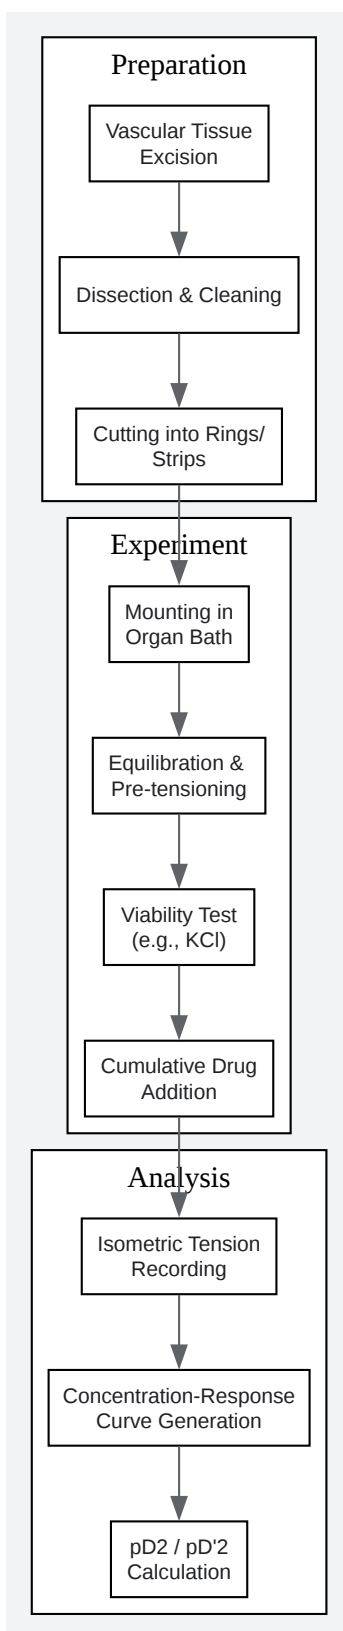 Preparation
Vascular Tissue
Excision
Dissection & Cleaning
Cutting into Rings/
Strips
Experiment
Mounting in
Organ Bath
Equilibration &
Pre-tensioning
Viability Test
(e.g., KCl)
Cumulative Drug
Addition
Analysis
Isometric Tension
Recording
Concentration-Response
Curve Generation
pD2 / pD'2
Calculation